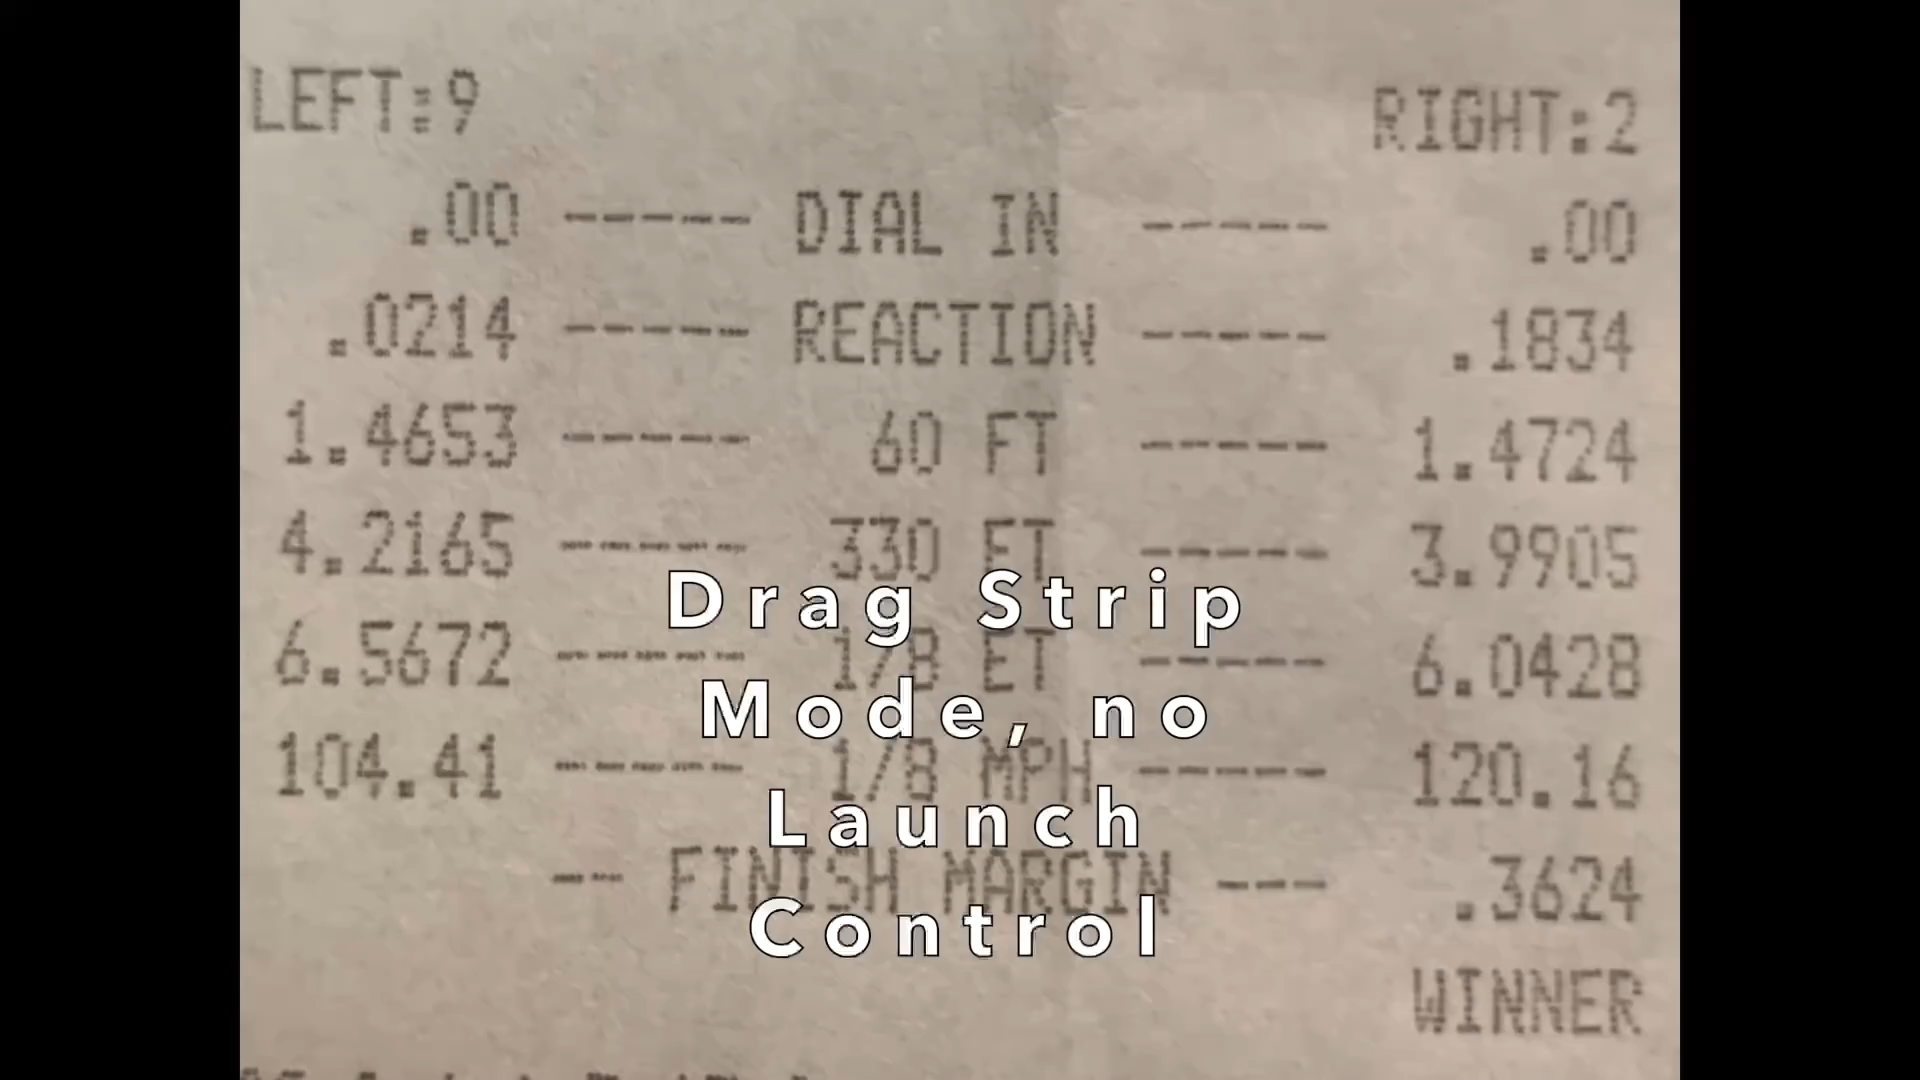 LEFT:9 RIGHT:2
.00 ----- DIAL IN ----- .00
.0214 ----- REACTION ----- .1834
1.4653 ----- 60 FT ----- 1.4724
4.2165 ----- 330 ET ----- 3.9905
6.5672 ----- 1/8 ET ----- 6.0428
104.41 ----- 1/8 MPH ----- 120.16
-- FINISH MARGIN --- .3624
WINNER
Drag Strip
Mode, no
Launch
Control